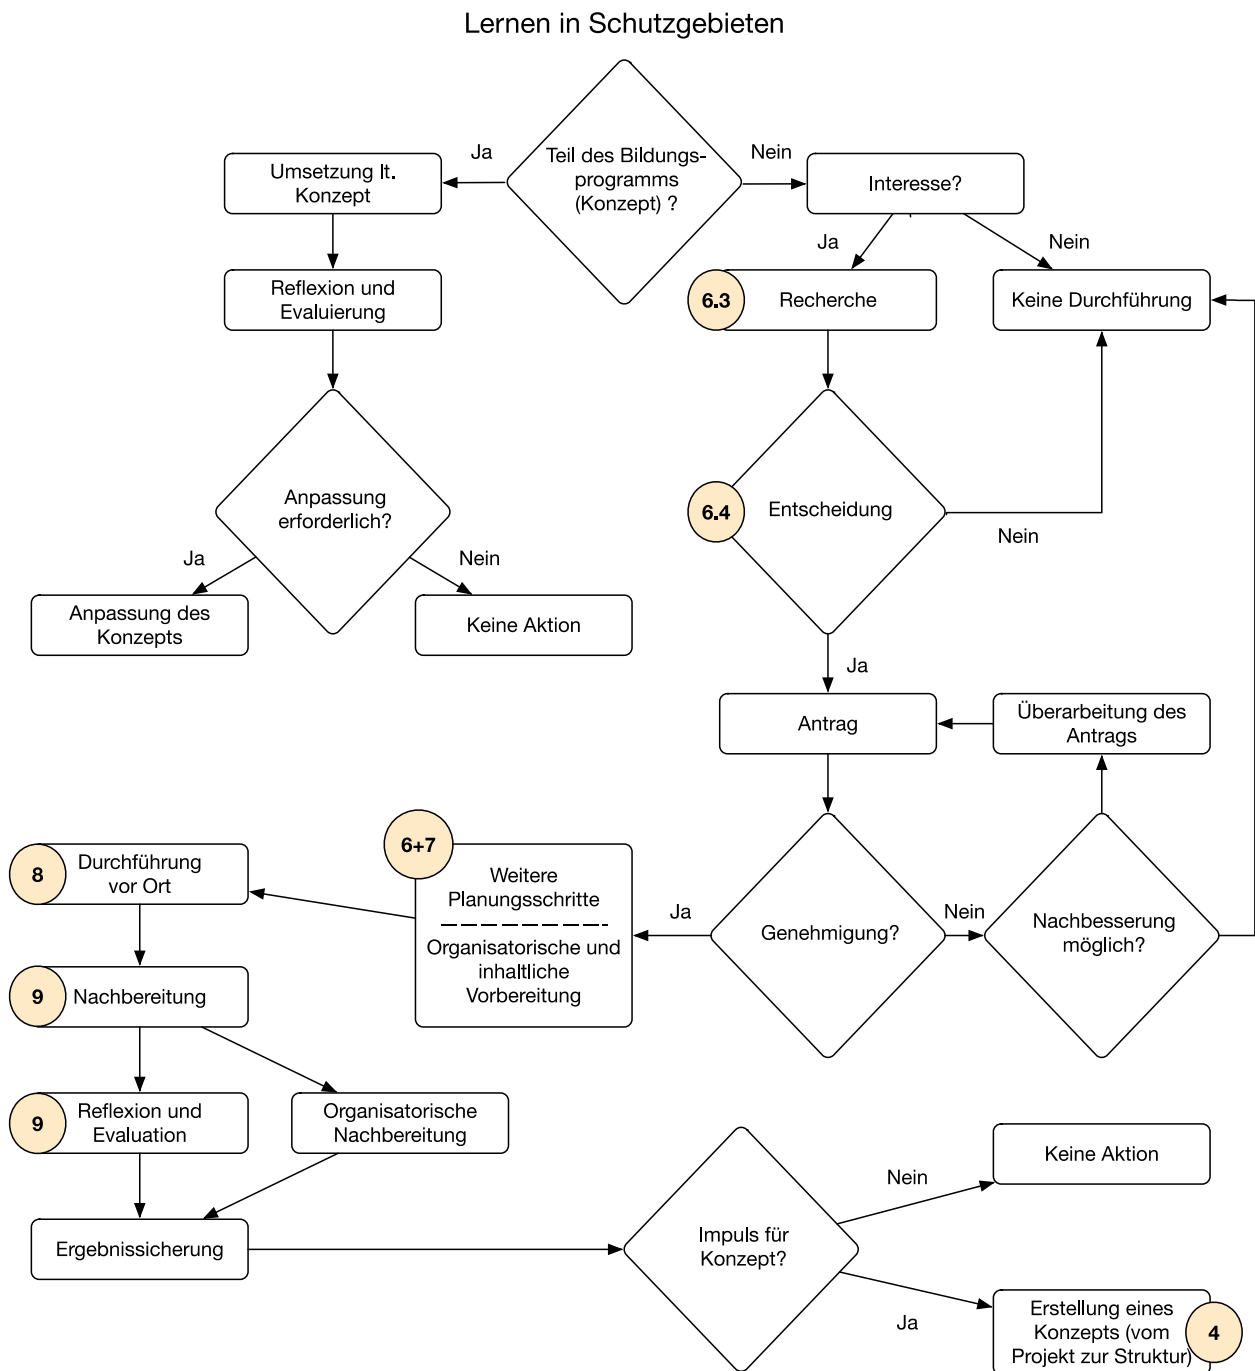 Lernen in Schutzgebieten
Teil des Bildungs-
programms
(Konzept) ?
Ja
Nein
Umsetzung lt.
Konzept
Interesse?
Ja
Nein
Reflexion und
Evaluierung
6.3
Recherche
Keine Durchführung
Anpassung
erforderlich?
6.4
Entscheidung
Nein
Ja
Nein
Anpassung des
Konzepts
Keine Aktion
Ja
Antrag
Überarbeitung des
Antrags
6+7
Weitere
Planungsschritte
Organisatorische und
inhaltliche
Vorbereitung
Ja
Genehmigung?
Nein
Nachbesserung
möglich?
8
Durchführung
vor Ort
9
Nachbereitung
9
Reflexion und
Evaluation
Organisatorische
Nachbereitung
Ergebnissicherung
Impuls für
Konzept?
Nein
Keine Aktion
Ja
Erstellung eines
Konzepts (vom
Projekt zur Struktur)
4